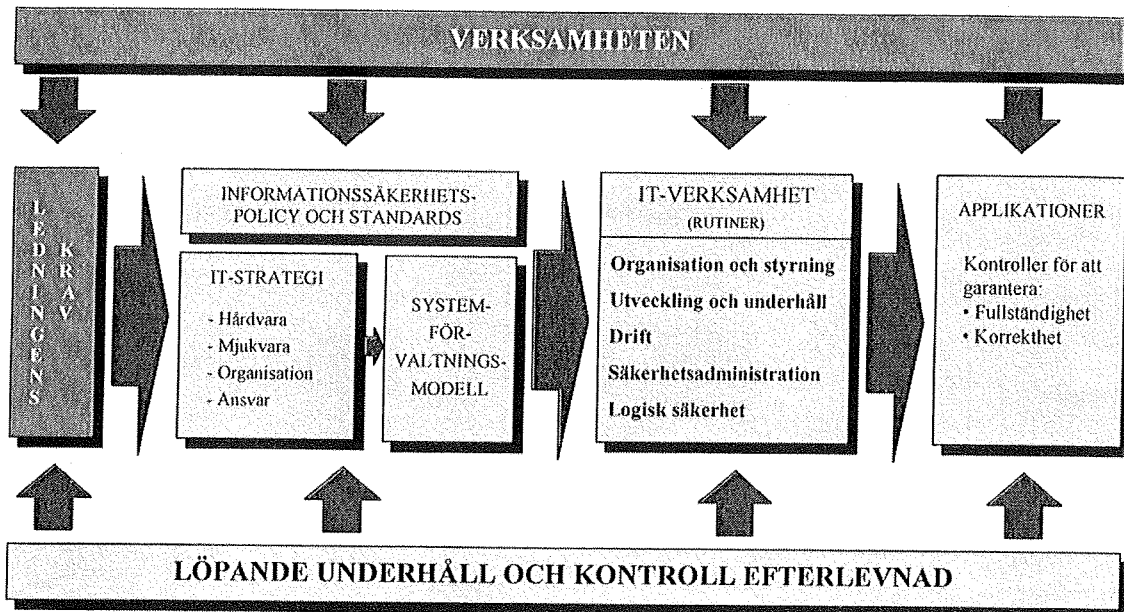 VERKSAMHETEN
LEDNINGENS
KRAV
INFORMATIONSSÄKERHETS-
POLICY OCH STANDARDS
IT-STRATEGI
- Hårdvara
- Mjukvara
- Organisation
- Ansvar
SYSTEM-
FÖR-
VALTNINGS-
MODELL
IT-VERKSAMHET
(RUTINER)
Organisation och styrning
Utveckling och underhåll
Drift
Säkerhetsadministration
Logisk säkerhet
APPLIKATIONER
Kontroller för att
garantera:
• Fullständighet
• Korrekthet
LÖPANDE UNDERHÅLL OCH KONTROLL EFTERLEVNAD